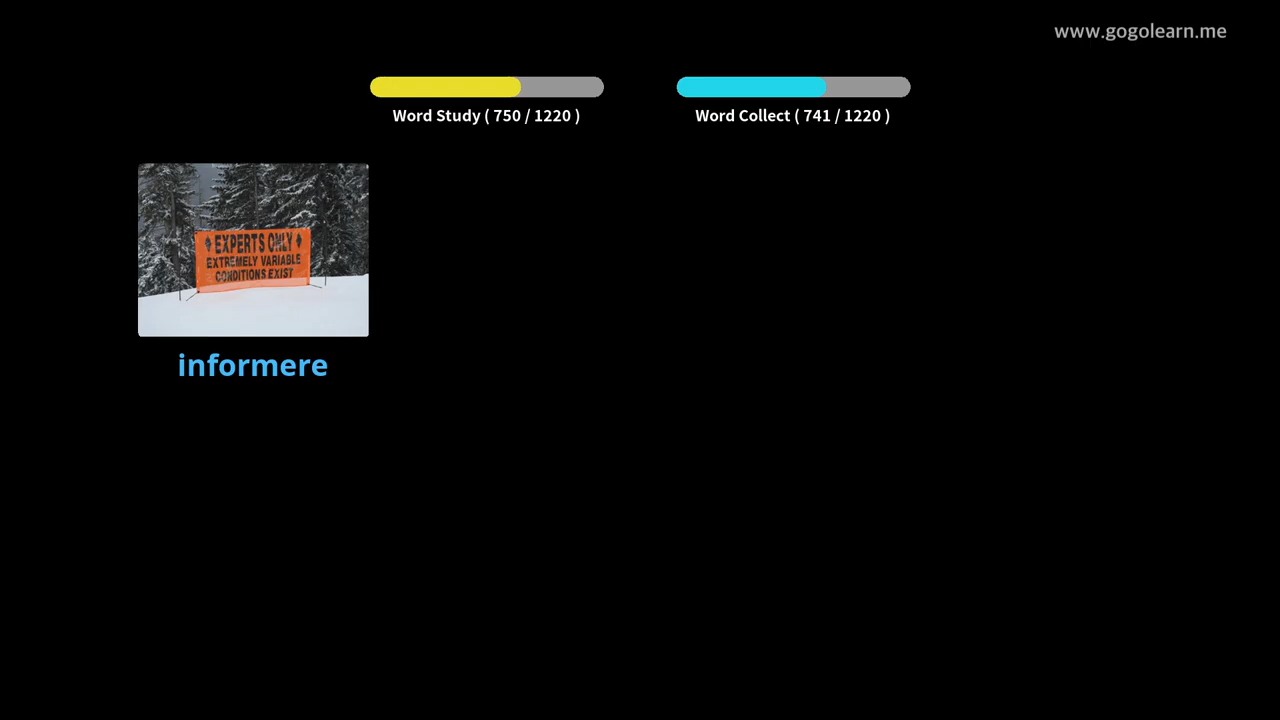 www.gogolearn.me
Word Study ( 750 / 1220 )
Word Collect ( 741 / 1220 )
EXPERTS ONLY
EXTREMELY VARIABLE
CONDITIONS EXIST
informere